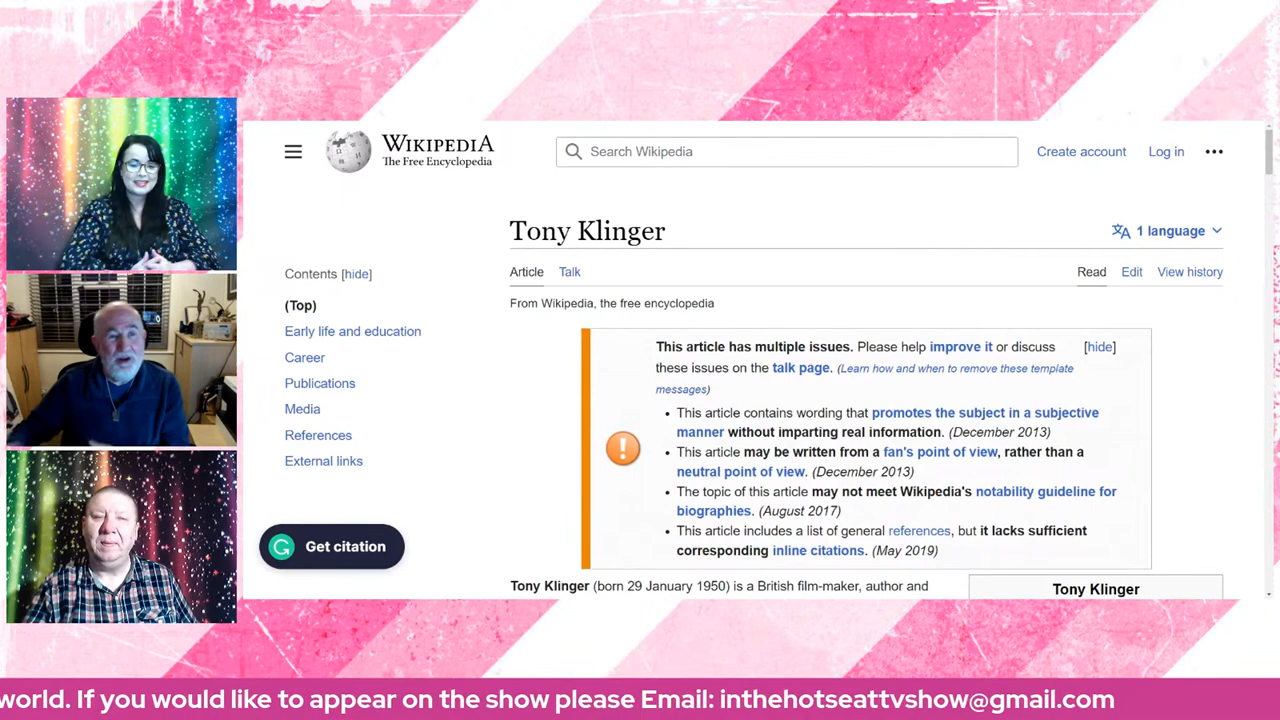 WIKIPEDIA
The Free Encyclopedia
Search Wikipedia
Create account Log in
Tony Klinger
1 language
Contents [hide]
Article Talk
Read Edit View history
From Wikipedia, the free encyclopedia
(Top)
Early life and education
Career
Publications
Media
References
External links
This article has multiple issues. Please help improve it or discuss [hide]
these issues on the talk page. (Learn how and when to remove these template
messages)
• This article contains wording that promotes the subject in a subjective
manner without imparting real information. (December 2013)
• This article may be written from a fan's point of view, rather than a
neutral point of view. (December 2013)
• The topic of this article may not meet Wikipedia's notability guideline for
biographies. (August 2017)
• This article includes a list of general references, but it lacks sufficient
corresponding inline citations. (May 2019)
Get citation
Tony Klinger (born 29 January 1950) is a British film-maker, author and
Tony Klinger
world. If you would like to appear on the show please Email: inthehotseattvshow@gmail.com